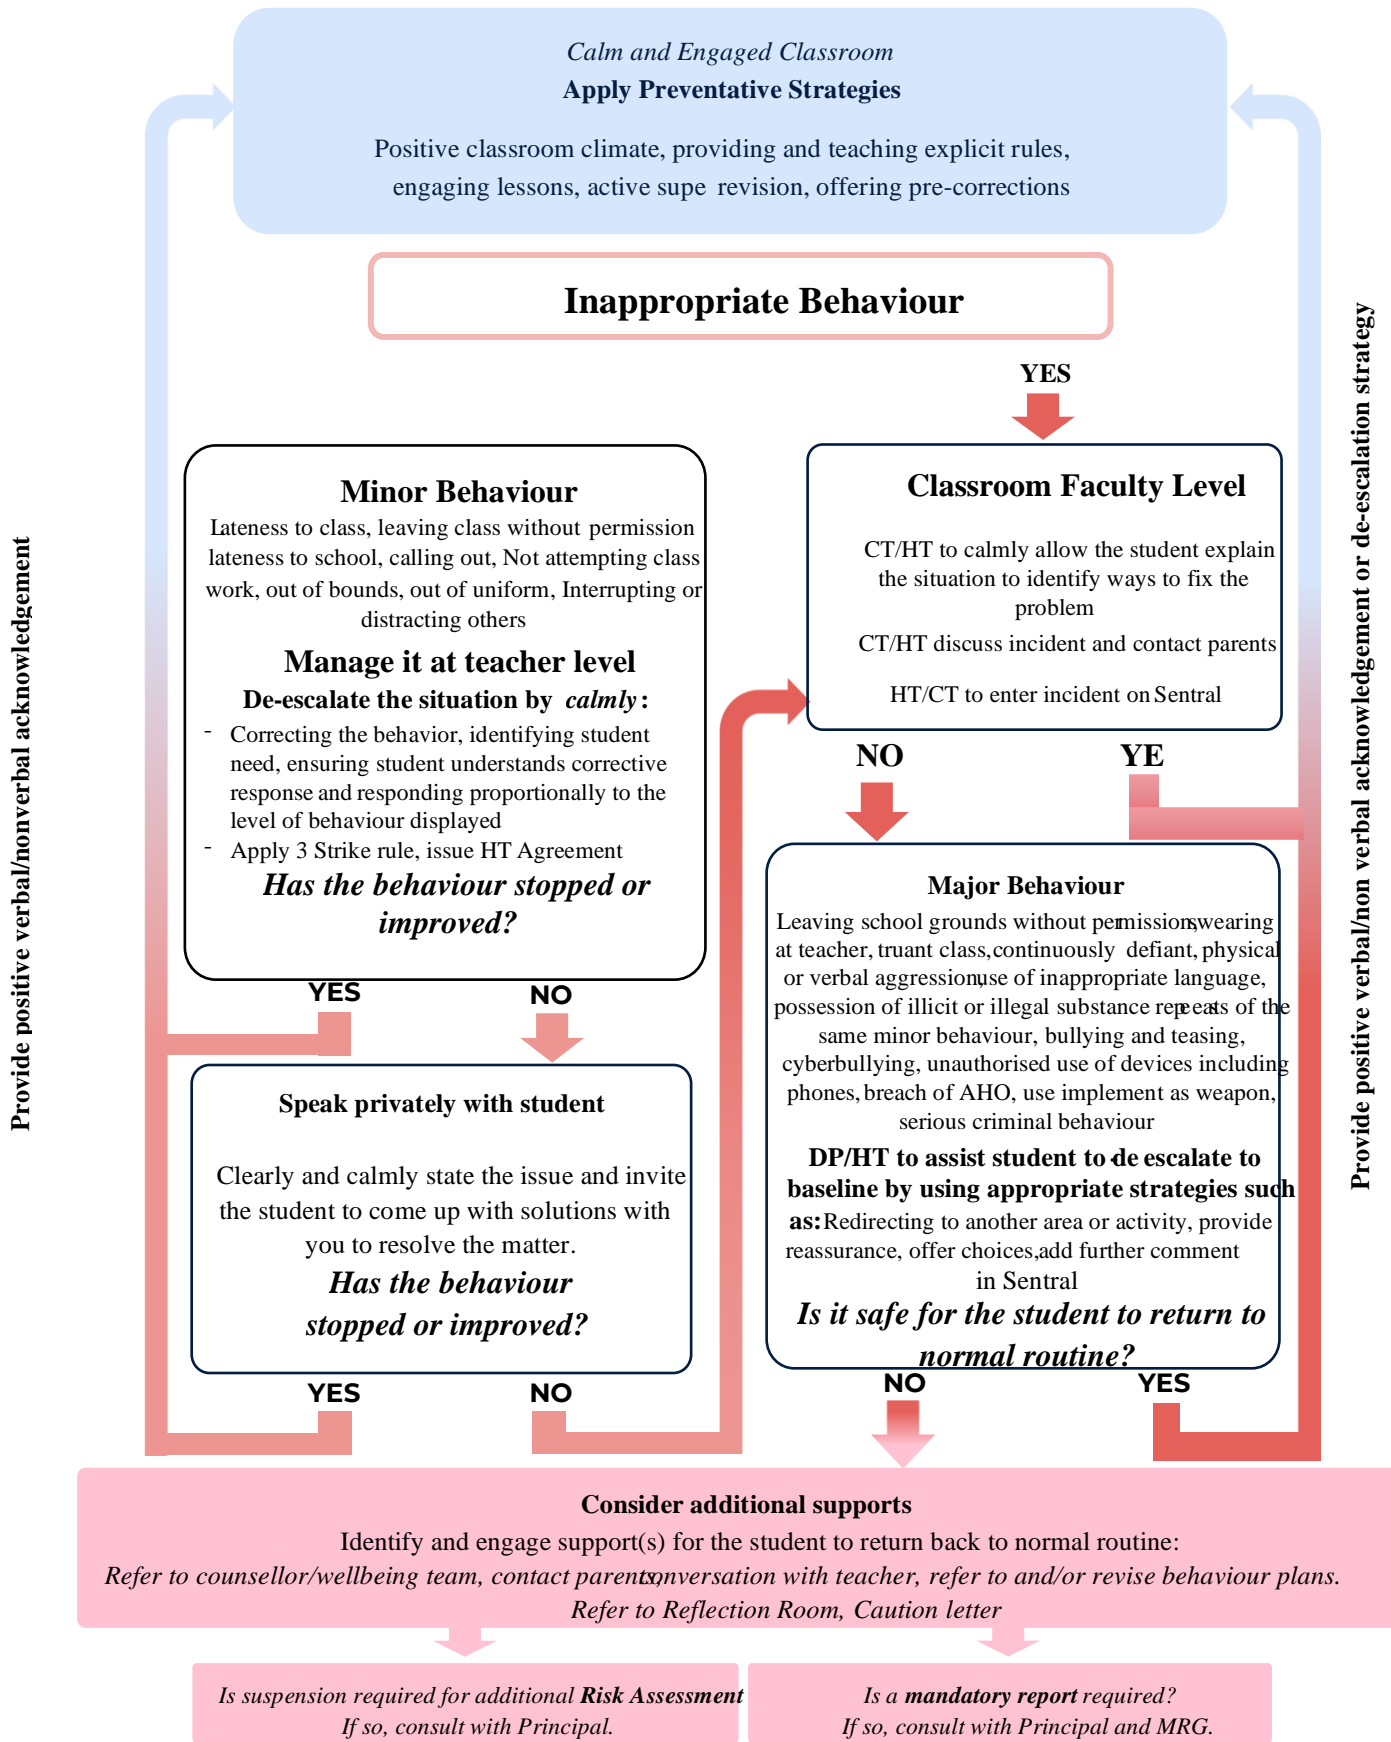 Calm and Engaged Classroom
Apply Preventative Strategies
Positive classroom climate, providing and teaching explicit rules,
engaging lessons, active supe revision, offering pre-corrections
Inappropriate Behaviour
YES
Provide positive verbal/nonverbal acknowledgement
Minor Behaviour
Lateness to class, leaving class without permission
lateness to school, calling out, Not attempting class
work, out of bounds, out of uniform, Interrupting or
distracting others
Manage it at teacher level
De-escalate the situation by calmly:
- Correcting the behavior, identifying student
need, ensuring student understands corrective
response and responding proportionally to the
level of behaviour displayed
- Apply 3 Strike rule, issue HT Agreement
Has the behaviour stopped or
improved?
YES NO
Speak privately with student
Clearly and calmly state the issue and invite
the student to come up with solutions with
you to resolve the matter.
Has the behaviour
stopped or improved?
YES NO
Classroom Faculty Level
CT/HT to calmly allow the student explain
the situation to identify ways to fix the
problem
CT/HT discuss incident and contact parents
HT/CT to enter incident on Sentral
NO YE
Major Behaviour
Leaving school grounds without permission, swearing
at teacher, truant class, continuously defiant, physical
or verbal aggression, use of inappropriate language,
possession of illicit or illegal substance repeats of the
same minor behaviour, bullying and teasing,
cyberbullying, unauthorised use of devices including
phones, breach of AHO, use implement as weapon,
serious criminal behaviour
DP/HT to assist student to de-escalate to
baseline by using appropriate strategies such
as: Redirecting to another area or activity, provide
reassurance, offer choices, add further comment
in Sentral
Is it safe for the student to return to
normal routine?
NO YES
Provide positive verbal/non verbal acknowledgement or de-escalation strategy
Consider additional supports
Identify and engage support(s) for the student to return back to normal routine:
Refer to counsellor/wellbeing team, contact parents, conversation with teacher, refer to and/or revise behaviour plans.
Refer to Reflection Room, Caution letter
Is suspension required for additional Risk Assessment
If so, consult with Principal.
Is a mandatory report required?
If so, consult with Principal and MRG.